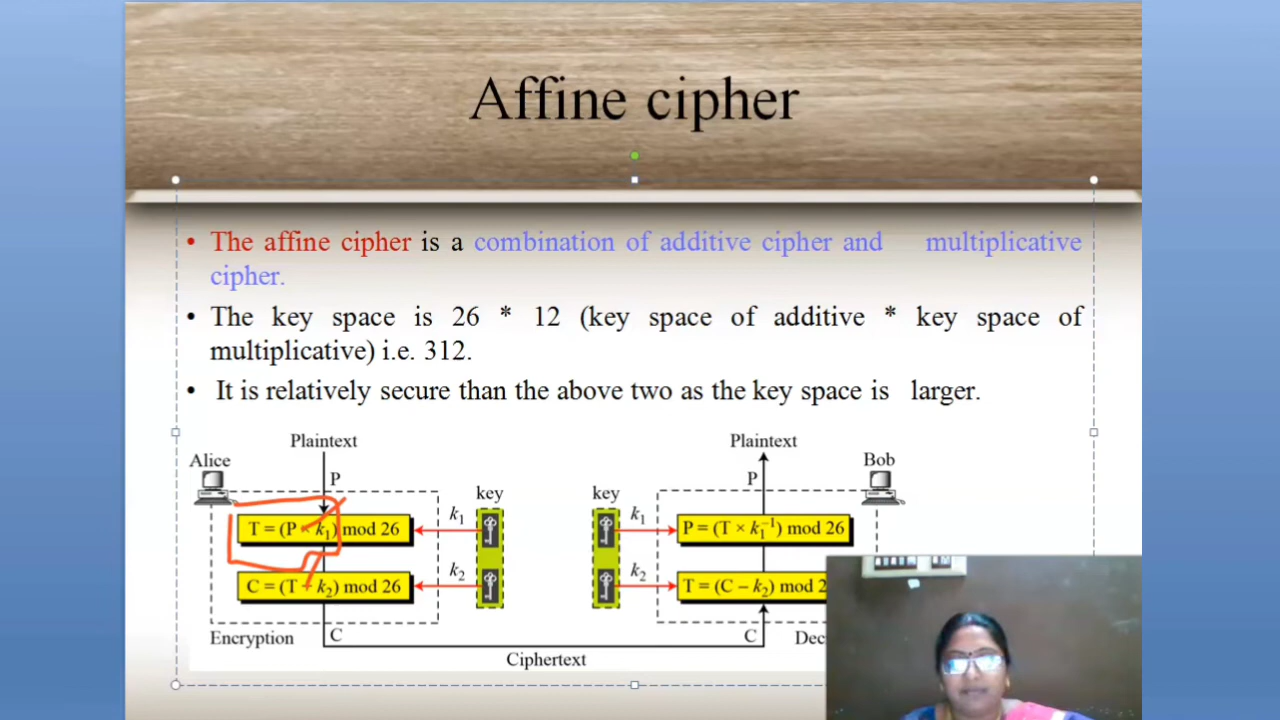 Affine cipher
• The affine cipher is a combination of additive cipher and multiplicative
cipher.
• The key space is 26 * 12 (key space of additive * key space of
multiplicative) i.e. 312.
• It is relatively secure than the above two as the key space is larger.
Plaintext
Plaintext
Alice
Bob
P
P
key
key
T = (P × k₁) mod 26
k₁
k₁
P = (T × k₁⁻¹) mod 26
C = (T + k₂) mod 26
k₂
k₂
T = (C − k₂) mod 2
Encryption
C
C
Dec
Ciphertext